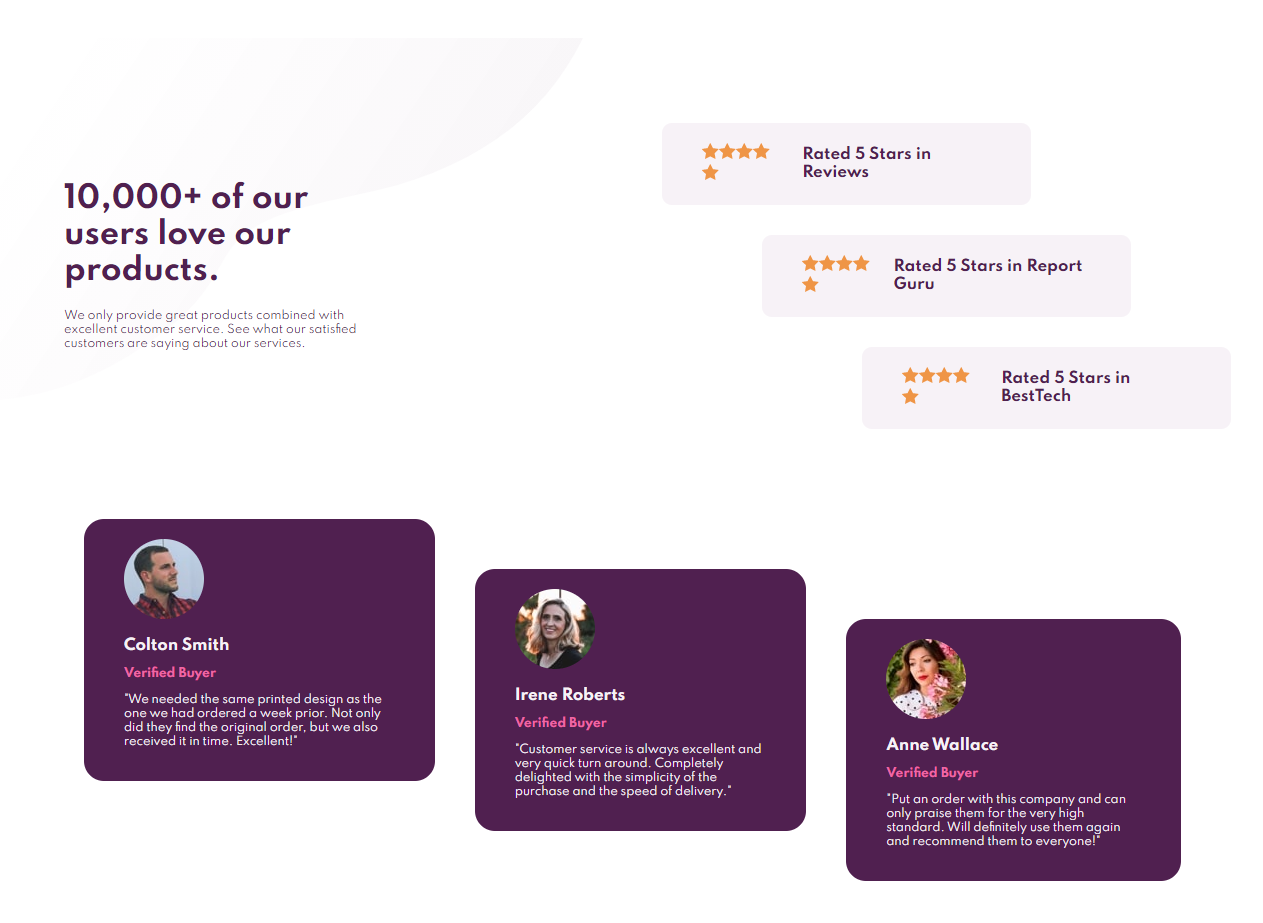 10,000+ of our
users love our
products.
We only provide great products combined with
excellent customer service. See what our satisfied
customers are saying about our services.
Rated 5 Stars in
Reviews
Rated 5 Stars in Report
Guru
Rated 5 Stars in
BestTech
Colton Smith
Verified Buyer
"We needed the same printed design as the
one we had ordered a week prior. Not only
did they find the original order, but we also
received it in time. Excellent!"
Irene Roberts
Verified Buyer
"Customer service is always excellent and
very quick turn around. Completely
delighted with the simplicity of the
purchase and the speed of delivery."
Anne Wallace
Verified Buyer
"Put an order with this company and can
only praise them for the very high
standard. Will definitely use them again
and recommend them to everyone!"